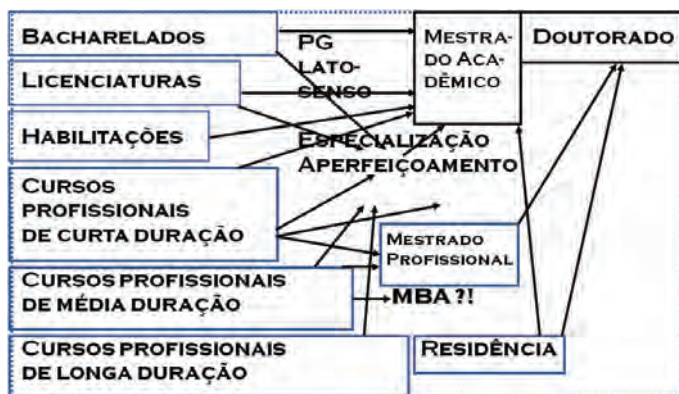 BACHARELADOS
LICENCIATURAS
HABILITAÇÕES
CURSOS
PROFISSIONAIS
DE CURTA DURAÇÃO
CURSOS PROFISSIONAIS
DE MÉDIA DURAÇÃO
CURSOS PROFISSIONAIS
DE LONGA DURAÇÃO
PG
LATO-
SENSO
ESPECIALIZAÇÃO
APERFEIÇOAMENTO
MESTRADO
PROFISSIONAL
MBA?!
RESIDÊNCIA
MESTRA-
DO ACA-
DÊMICO
DOUTORADO